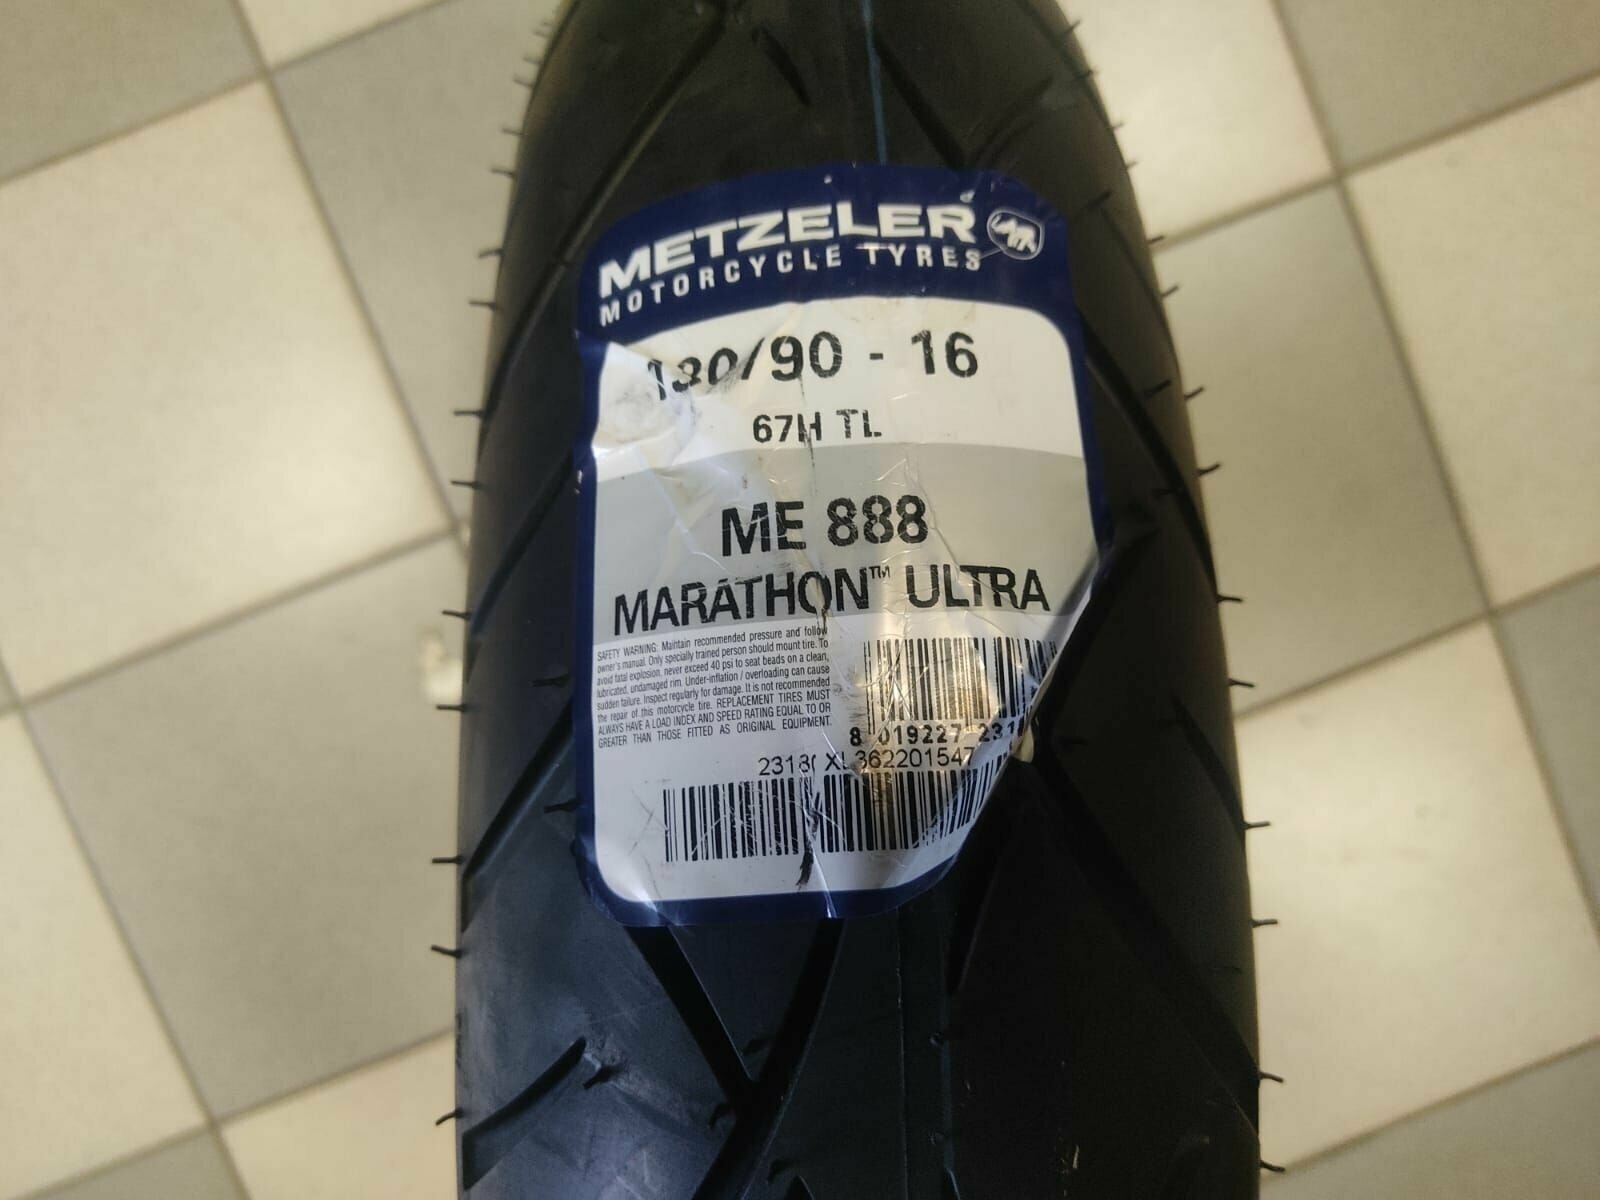 METZELER
MOTORCYCLE TYRES
130/90 - 16
67H TL
ME 888
MARATHON™ ULTRA
SAFETY WARNING: Maintain recommended pressure and follow
owner's manual. Only specially trained person should mount tire. To
avoid fatal explosion, never exceed 40 psi to seat beads on a clean,
lubricated, undamaged rim. Under-inflation / overloading can cause
sudden failure. Inspect regularly for damage. It is not recommended
the repair of this motorcycle tire. REPLACEMENT TIRES MUST
ALWAYS HAVE A LOAD INDEX AND SPEED RATING EQUAL TO OR
GREATER THAN THOSE FITTED AS ORIGINAL EQUIPMENT.
8 019227 231